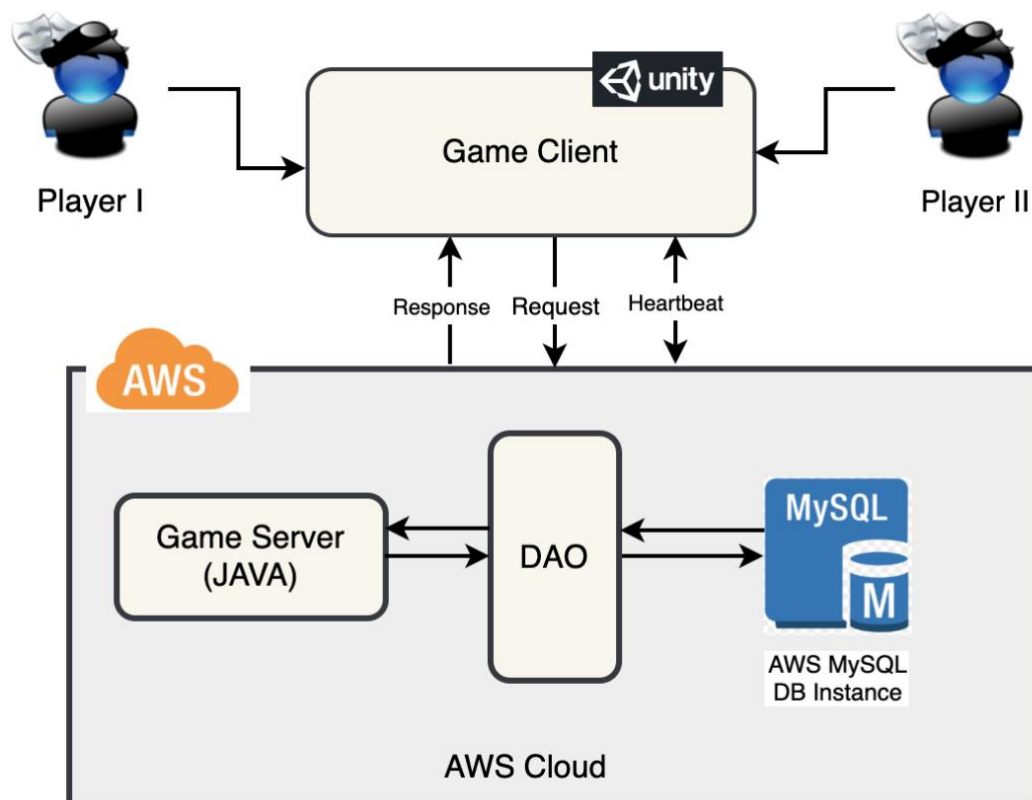 unity
Game Client
Player I
Player II
Response
Request
Heartbeat
AWS
MySQL
Game Server
(JAVA)
DAO
M
AWS MySQL
DB Instance
AWS Cloud